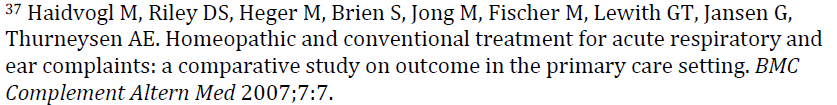 37 Haidvogl M, Riley DS, Heger M, Brien S, Jong M, Fischer M, Lewith GT, Jansen G,
Thurneysen AE. Homeopathic and conventional treatment for acute respiratory and
ear complaints: a comparative study on outcome in the primary care setting. BMC
Complement Altern Med 2007;7:7.